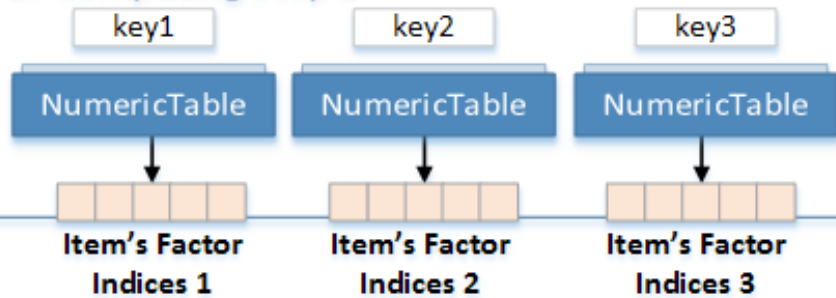 key1 key2 key3
NumericTable NumericTable NumericTable
Item's Factor Item's Factor Item's Factor
Indices 1 Indices 2 Indices 3